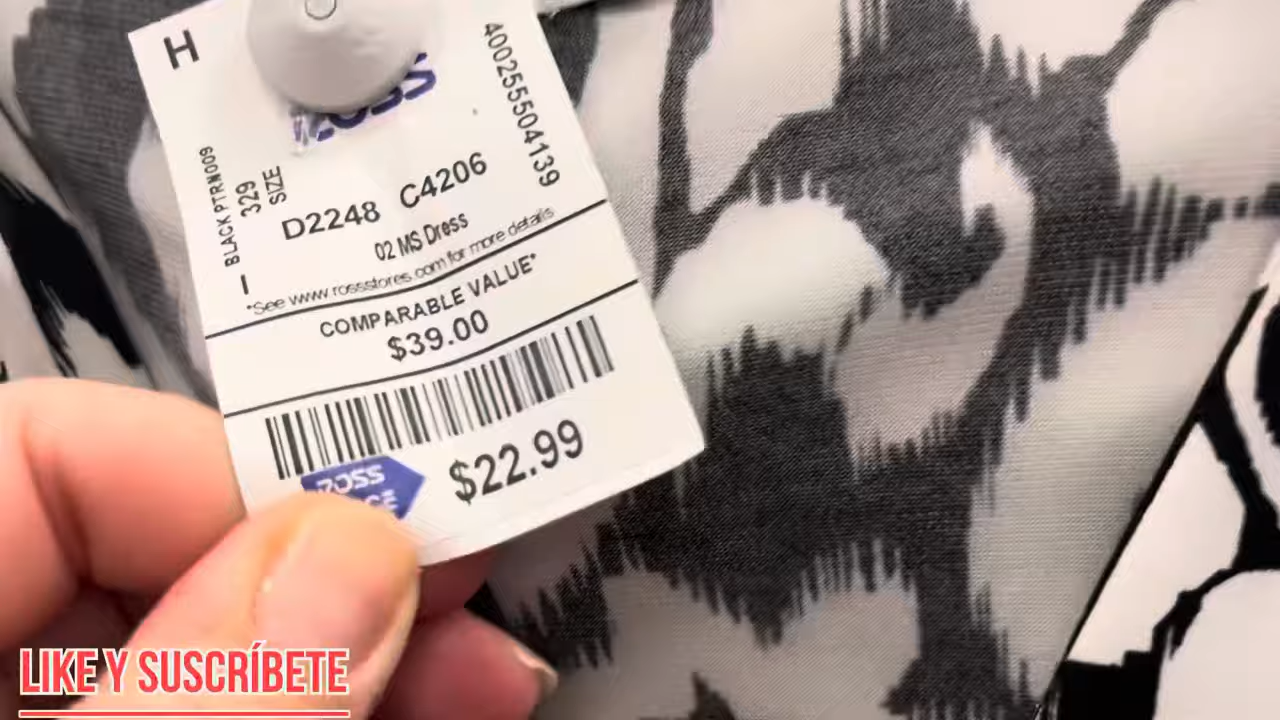 H
ROSS
400255504139
BLACK PTRN009
329
SIZE
D2248 C4206
02 MS Dress
*See www.rossstores.com for more details
COMPARABLE VALUE*
$39.00
ROSS
$22.99
LIKE Y SUSCRÍBETE